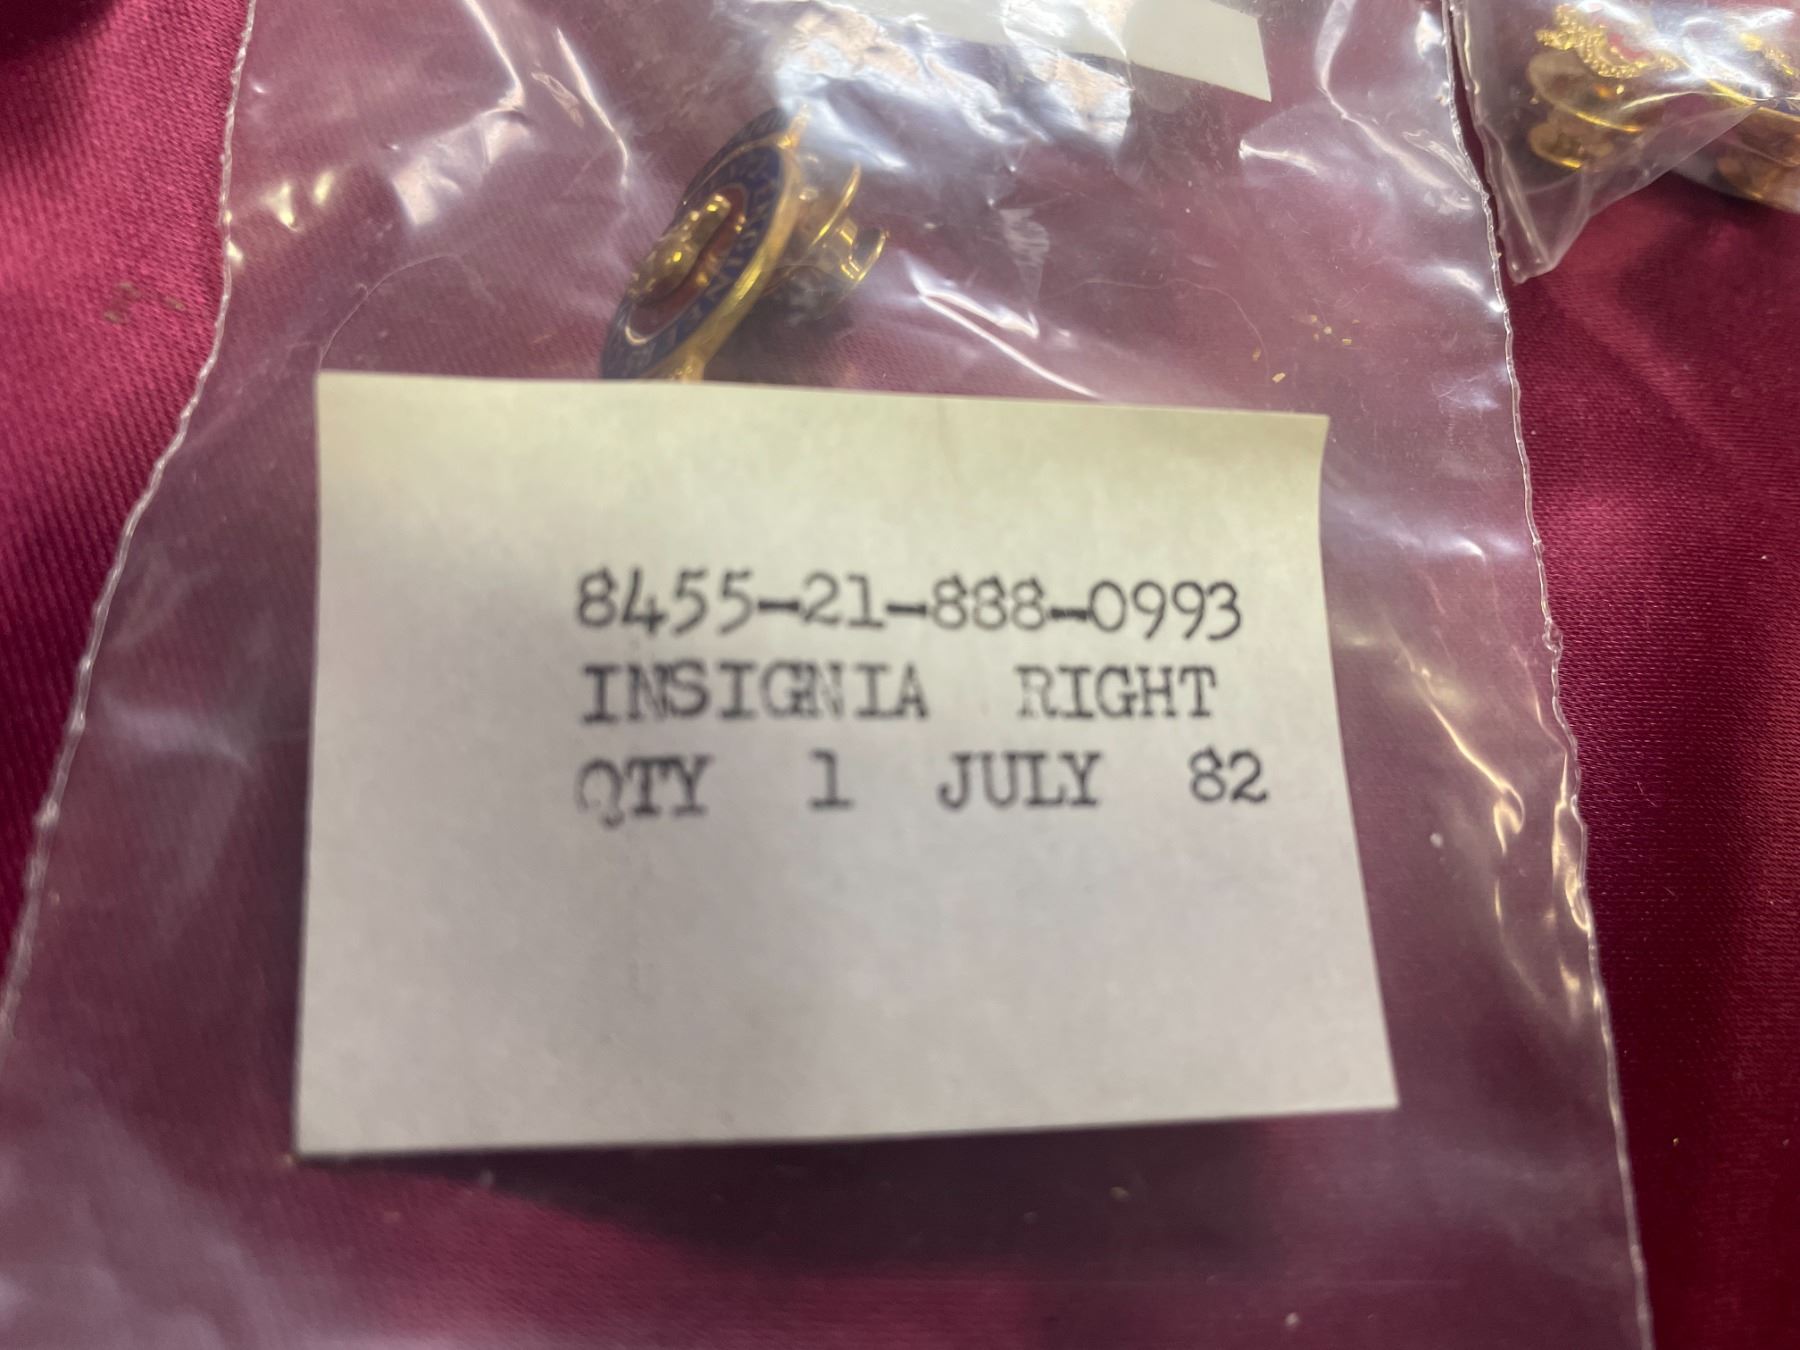 8455-21-888-0993
INSIGNIA RIGHT
QTY 1 JULY 82